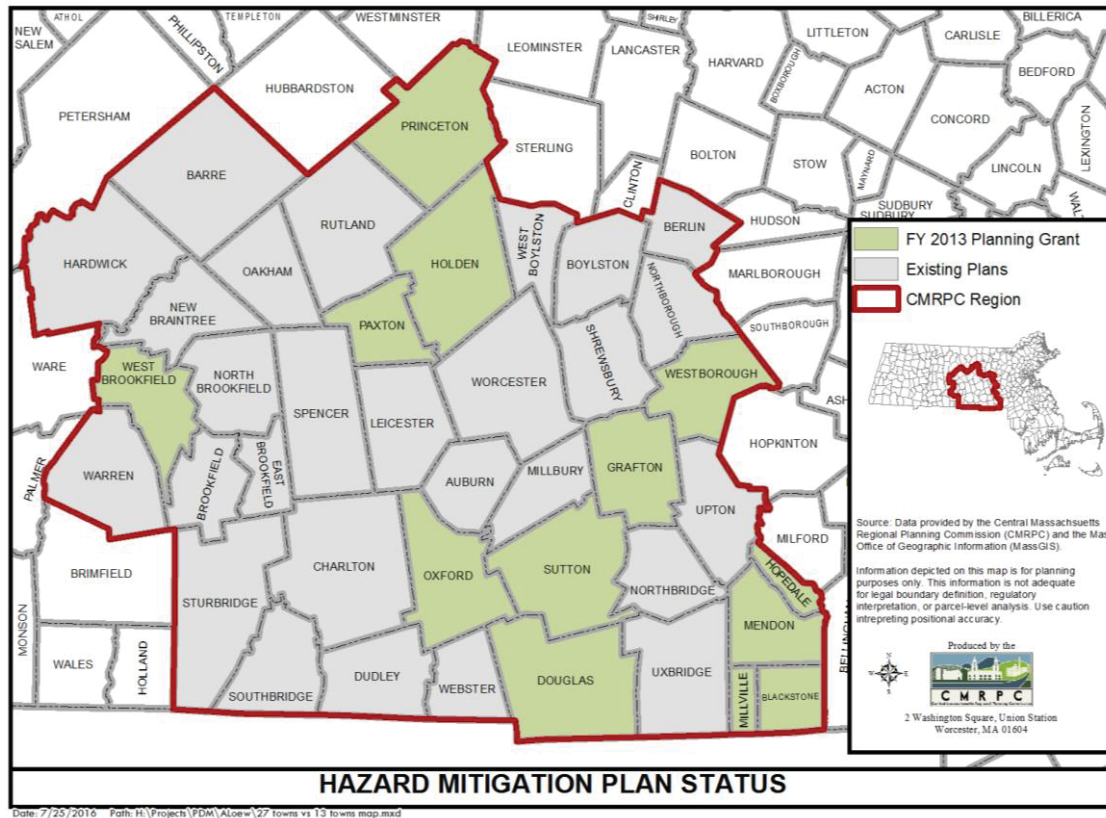 ATHOL
TEMPLETON
WESTMINSTER
SHIRLEY
LITTLETON
BILLERICA
NEW
SALEM
PHILLIPSTON
LEOMINSTER
LANCASTER
HARVARD
BOXBOROUGH
CARLISLE
BEDFORD
HUBBARDSTON
ACTON
PETERSHAM
CONCORD
LEXINGTON
PRINCETON
STERLING
BOLTON
STOW
MAYNARD
LINCOLN
BARRE
CLINTON
RUTLAND
WEST
BOYLSTON
BERLIN
HUDSON
SUDBURY
SUDBURY
HARDWICK
OAKHAM
HOLDEN
BOYLSTON
NORTHBOROUGH
MARLBOROUGH
NEW
BRAINTREE
PAXTON
SHREWSBURY
SOUTHBOROUGH
WARE
WEST
BROOKFIELD
NORTH
BROOKFIELD
SPENCER
LEICESTER
WORCESTER
WESTBOROUGH
ASH
HOPKINTON
PALMER
WARREN
BROOKFIELD
EAST
BROOKFIELD
AUBURN
MILLBURY
GRAFTON
UPTON
MILFORD
BRIMFIELD
STURBRIDGE
CHARLTON
OXFORD
SUTTON
NORTHBRIDGE
HOPEDALE
MENDON
MONSON
WALES
HOLLAND
SOUTHBRIDGE
DUDLEY
WEBSTER
DOUGLAS
UXBRIDGE
MILLVILLE
BLACKSTONE
FY 2013 Planning Grant
Existing Plans
CMRPC Region
Source: Data provided by the Central Massachsuetts
Regional Planning Commission (CMRPC) and the Mas
Office of Geographic Information (MassGIS).
Information depicted on this map is for planning
purposes only. This information is not adequate
for legal boundary definition, regulatory
interpretation, or parcel-level analysis. Use caution
intrepreting positional accuracy.
Produced by the
CMRPC
2 Washington Square, Union Station
Worcester, MA 01604
HAZARD MITIGATION PLAN STATUS
Date: 7/25/2016 Path: H:\Projects\PDM\ALoew\27 towns vs 13 towns map.mxd